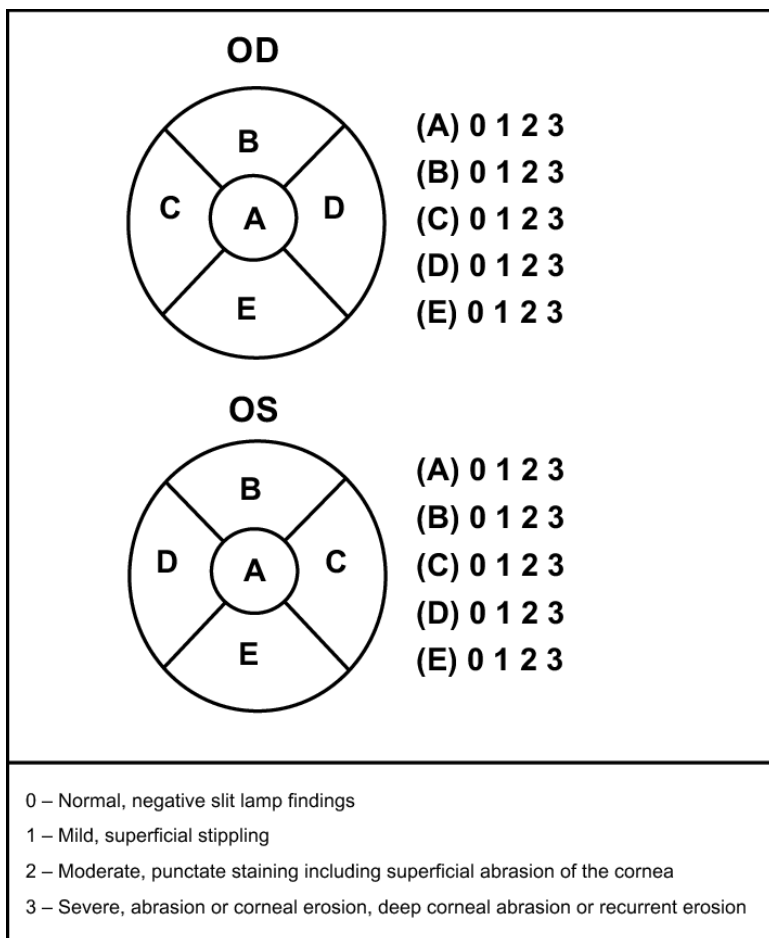 OD
B
C
A
D
E
(A) 0 1 2 3
(B) 0 1 2 3
(C) 0 1 2 3
(D) 0 1 2 3
(E) 0 1 2 3
OS
B
D
A
C
E
(A) 0 1 2 3
(B) 0 1 2 3
(C) 0 1 2 3
(D) 0 1 2 3
(E) 0 1 2 3
0 – Normal, negative slit lamp findings
1 – Mild, superficial stippling
2 – Moderate, punctate staining including superficial abrasion of the cornea
3 – Severe, abrasion or corneal erosion, deep corneal abrasion or recurrent erosion